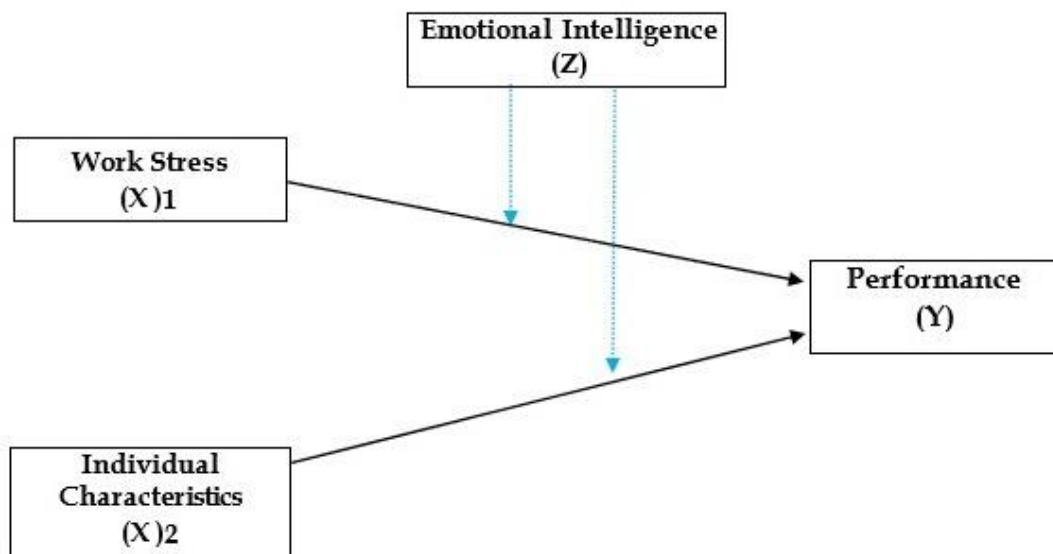 Emotional Intelligence
(Z)
Work Stress
(X)1
Performance
(Y)
Individual
Characteristics
(X)2